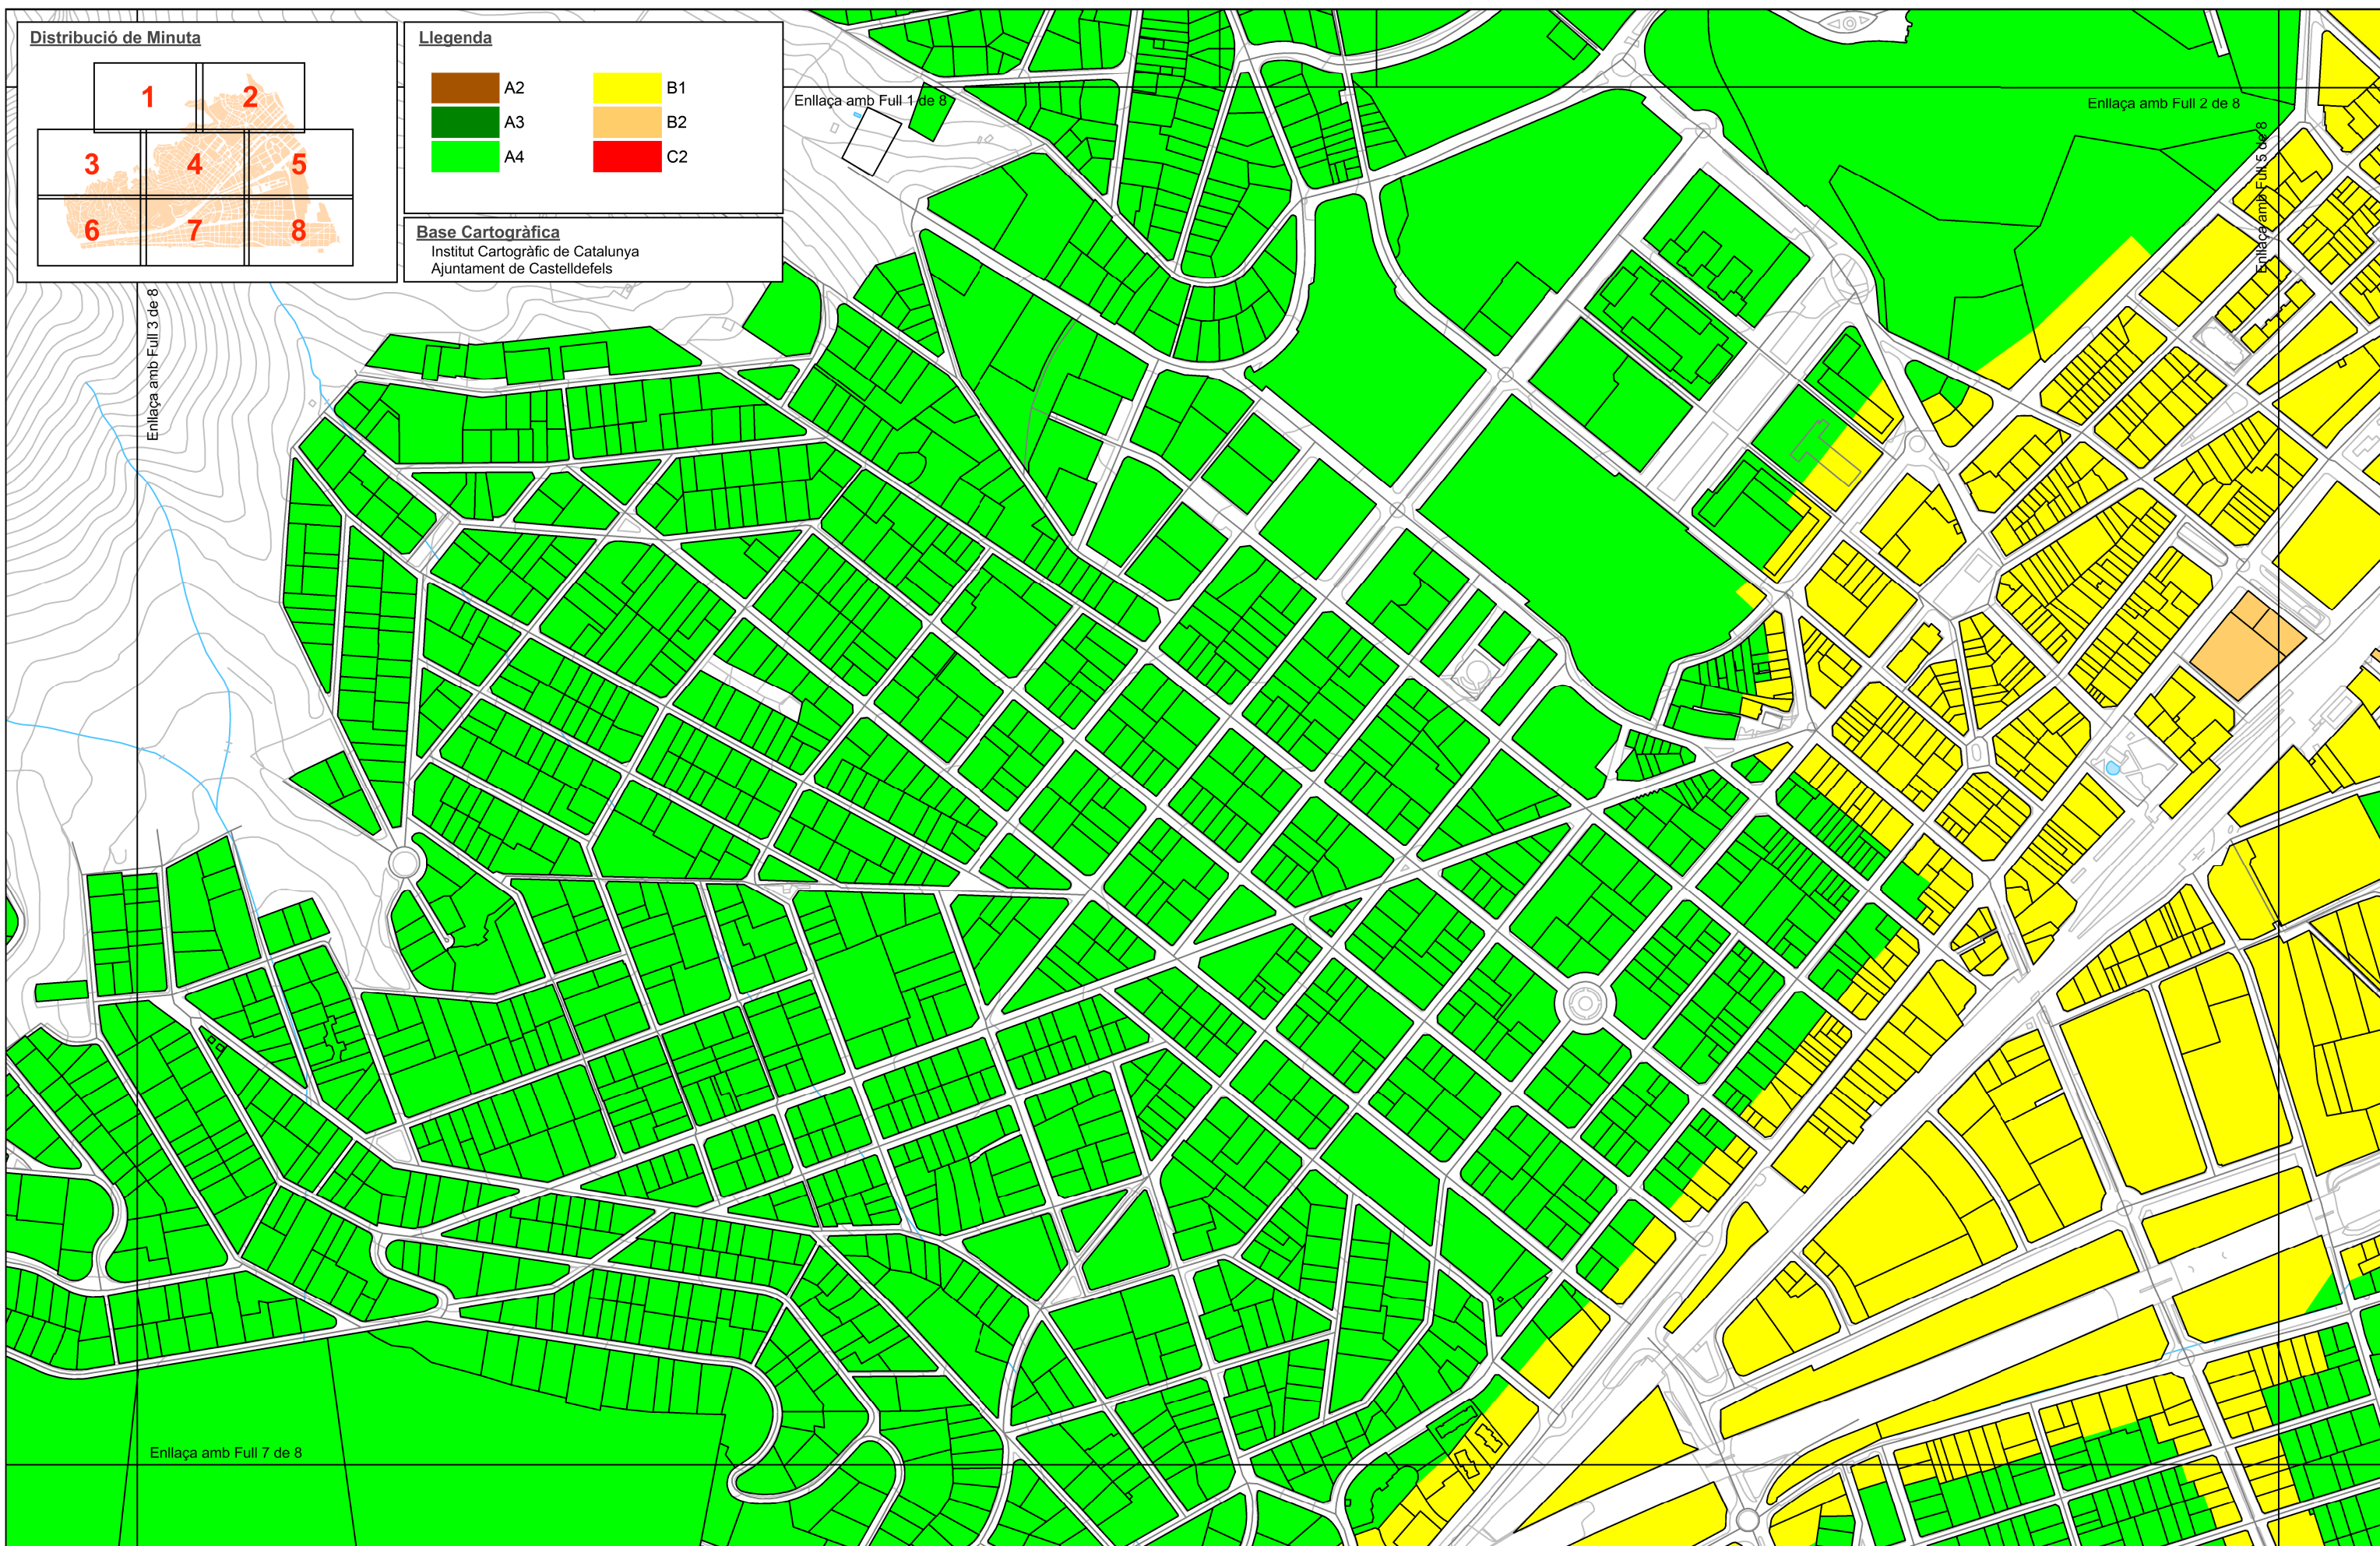 Distribució de Minuta
1
2
3
4
5
6
7
8
Llegenda
A2
B1
A3
B2
A4
C2
Base Cartogràfica
Institut Cartogràfic de Catalunya
Ajuntament de Castelldefels
Enllaça amb Full 1 de 8
Enllaça amb Full 2 de 8
Enllaça amb Full 5 de 8
Enllaça amb Full 3 de 8
Enllaça amb Full 7 de 8